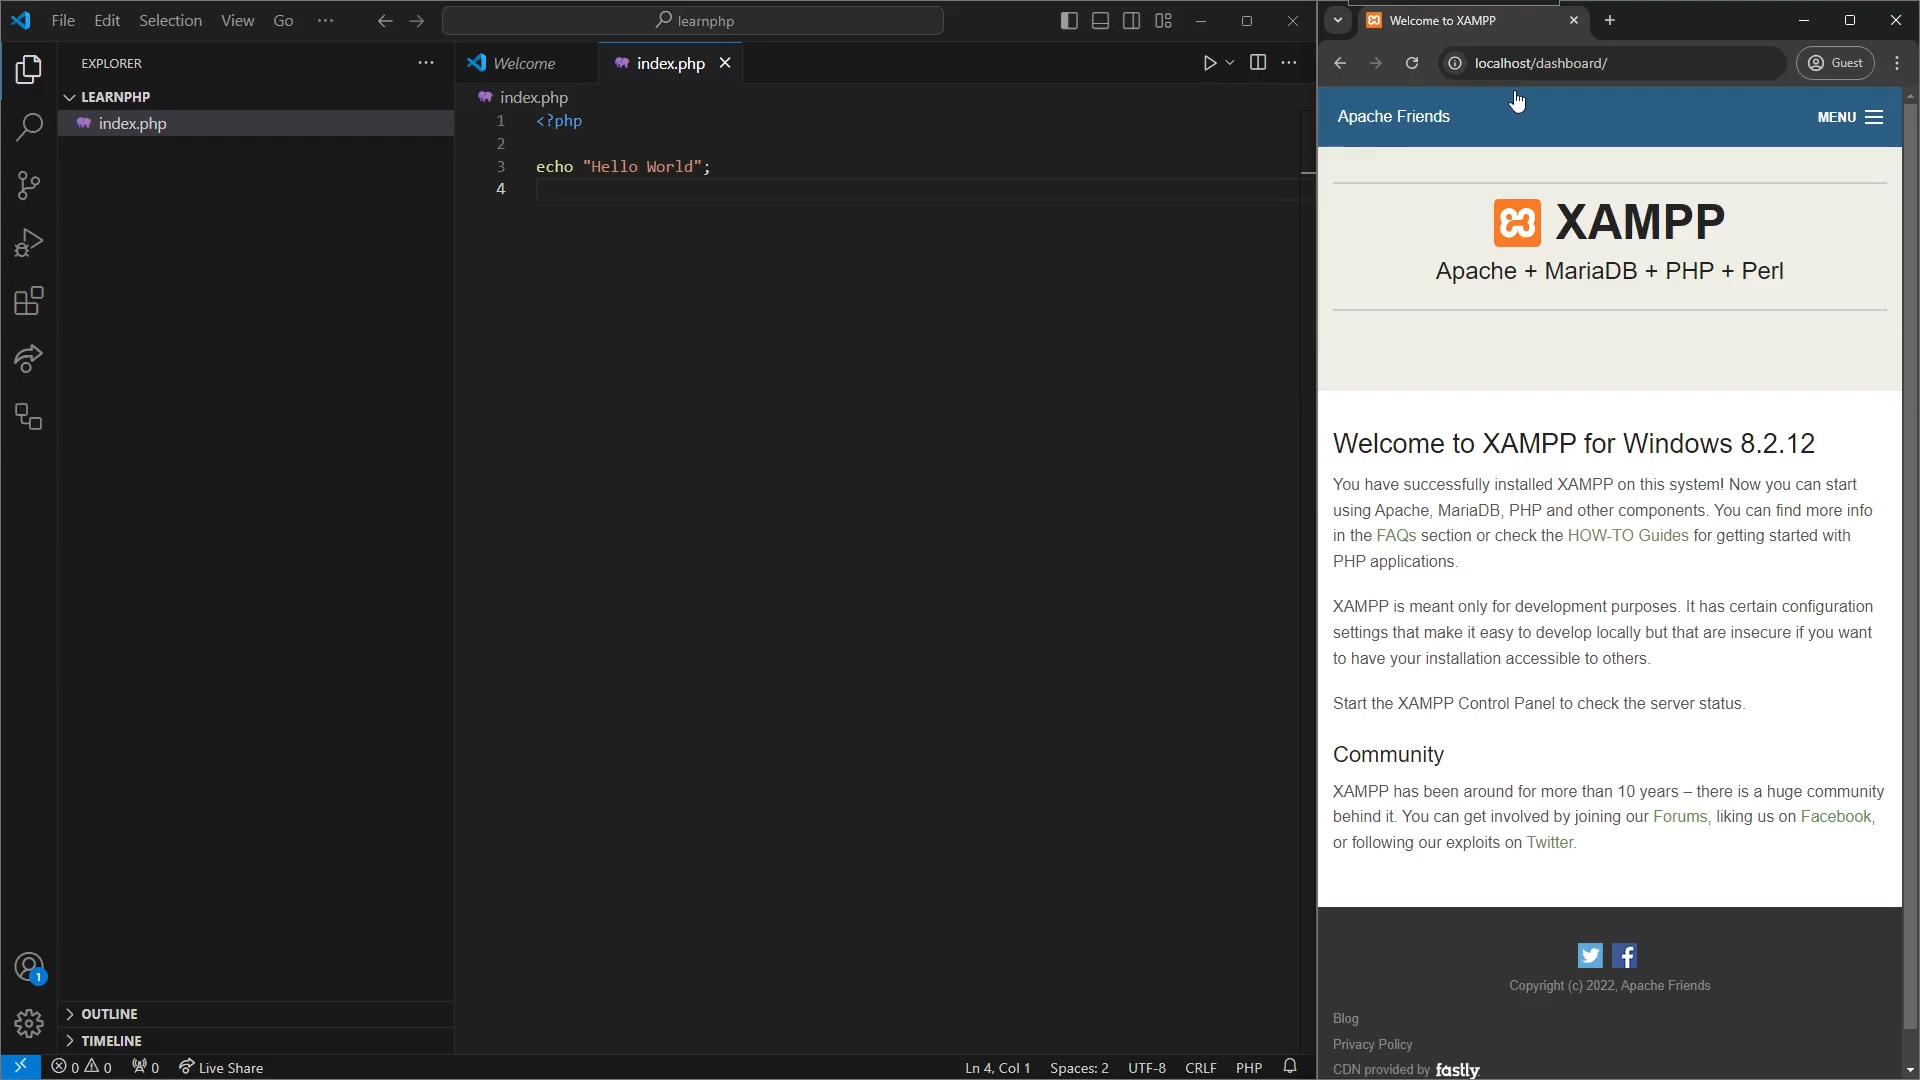 File Edit Selection View Go ··· learnphp
EXPLORER ···
LEARNPHP
index.php
OUTLINE
TIMELINE
1
Welcome index.php
index.php
1 <?php
2
3 echo "Hello World";
4
0 0 0 Live Share Ln 4, Col 1 Spaces: 2 UTF-8 CRLF PHP
Welcome to XAMPP
localhost/dashboard/ Guest
Apache Friends MENU
XAMPP
Apache + MariaDB + PHP + Perl
Welcome to XAMPP for Windows 8.2.12
You have successfully installed XAMPP on this system! Now you can start
using Apache, MariaDB, PHP and other components. You can find more info
in the FAQs section or check the HOW-TO Guides for getting started with
PHP applications.
XAMPP is meant only for development purposes. It has certain configuration
settings that make it easy to develop locally but that are insecure if you want
to have your installation accessible to others.
Start the XAMPP Control Panel to check the server status.
Community
XAMPP has been around for more than 10 years – there is a huge community
behind it. You can get involved by joining our Forums, liking us on Facebook,
or following our exploits on Twitter.
Copyright (c) 2022, Apache Friends
Blog
Privacy Policy
CDN provided by fastly